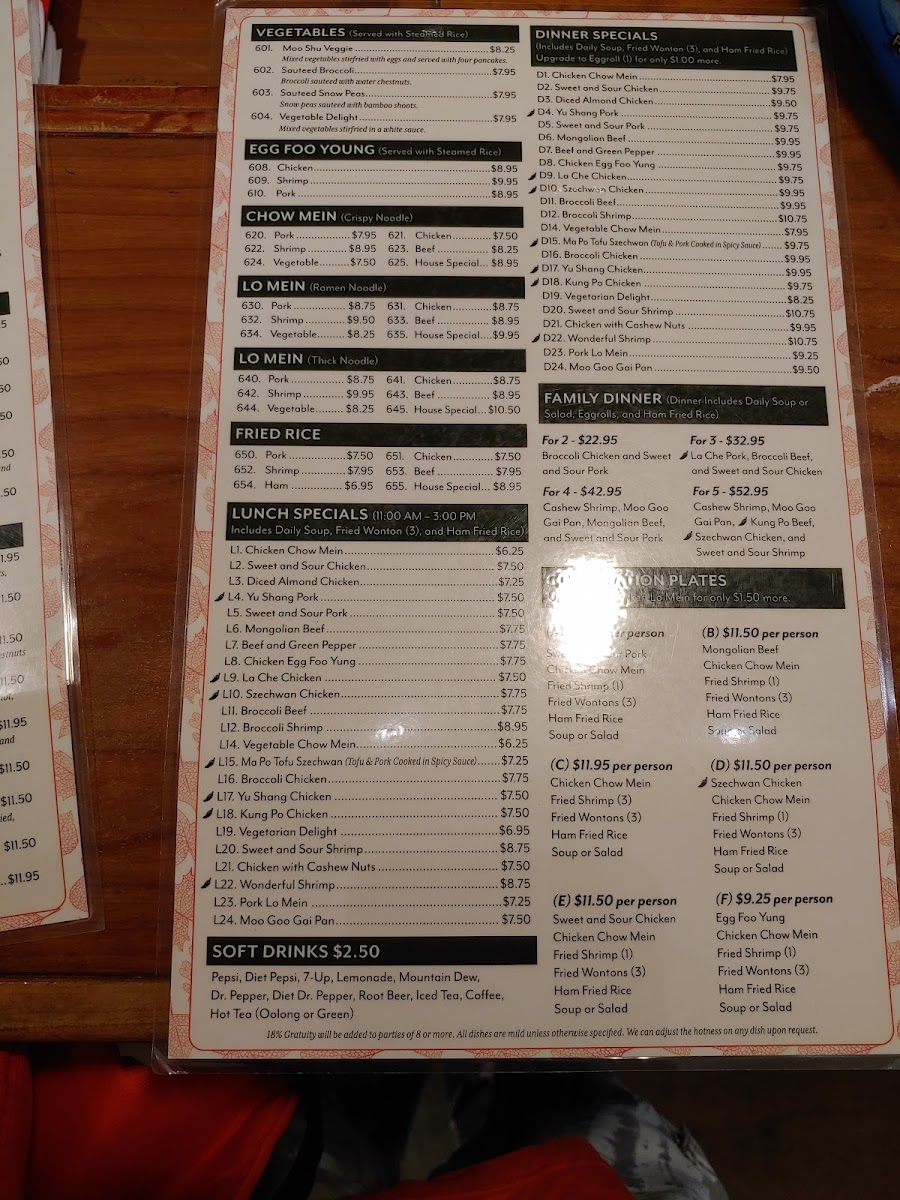 VEGETABLES (Served with Steamed Rice)
601. Moo Shu Veggie $8.25
Mixed vegetables stirfried with eggs and served with four pancakes.
602. Sauteed Broccoli $7.95
Broccoli sauteed with water chestnuts.
603. Sauteed Snow Peas $7.95
Snow peas sauteed with bamboo shoots.
604. Vegetable Delight $7.95
Mixed vegetables stirfried in a white sauce.
EGG FOO YOUNG (Served with Steamed Rice)
608. Chicken $8.95
609. Shrimp $9.95
610. Pork $8.95
CHOW MEIN (Crispy Noodle)
620. Pork $7.95 621. Chicken $7.50
622. Shrimp $8.95 623. Beef $8.25
624. Vegetable $7.50 625. House Special $8.95
LO MEIN (Ramen Noodle)
630. Pork $8.75 631. Chicken $8.75
632. Shrimp $9.50 633. Beef $8.95
634. Vegetable $8.25 635. House Special $9.95
LO MEIN (Thick Noodle)
640. Pork $8.75 641. Chicken $8.75
642. Shrimp $9.95 643. Beef $8.95
644. Vegetable $8.25 645. House Special $10.50
FRIED RICE
650. Pork $7.50 651. Chicken $7.50
652. Shrimp $7.95 653. Beef $7.95
654. Ham $6.95 655. House Special $8.95
LUNCH SPECIALS (11:00 AM – 3:00 PM
Includes Daily Soup, Fried Wonton (3), and Ham Fried Rice)
L1. Chicken Chow Mein $6.25
L2. Sweet and Sour Chicken $7.50
L3. Diced Almond Chicken $7.25
L4. Yu Shang Pork $7.50
L5. Sweet and Sour Pork $7.50
L6. Mongolian Beef $7.75
L7. Beef and Green Pepper $7.75
L8. Chicken Egg Foo Yung $7.75
L9. La Che Chicken $7.50
L10. Szechwan Chicken $7.75
L11. Broccoli Beef $7.75
L12. Broccoli Shrimp $8.95
L14. Vegetable Chow Mein $6.25
L15. Ma Po Tofu Szechwan (Tofu & Pork Cooked in Spicy Sauce) $7.25
L16. Broccoli Chicken $7.75
L17. Yu Shang Chicken $7.50
L18. Kung Po Chicken $7.50
L19. Vegetarian Delight $6.95
L20. Sweet and Sour Shrimp $8.75
L21. Chicken with Cashew Nuts $7.50
L22. Wonderful Shrimp $8.75
L23. Pork Lo Mein $7.25
L24. Moo Goo Gai Pan $7.50
SOFT DRINKS $2.50
Pepsi, Diet Pepsi, 7-Up, Lemonade, Mountain Dew,
Dr. Pepper, Diet Dr. Pepper, Root Beer, Iced Tea, Coffee,
Hot Tea (Oolong or Green)
DINNER SPECIALS
(Includes Daily Soup, Fried Wonton (3), and Ham Fried Rice)
Upgrade to Eggroll (1) for only $1.00 more.
D1. Chicken Chow Mein $7.95
D2. Sweet and Sour Chicken $9.75
D3. Diced Almond Chicken $9.50
D4. Yu Shang Pork $9.75
D5. Sweet and Sour Pork $9.75
D6. Mongolian Beef $9.95
D7. Beef and Green Pepper $9.95
D8. Chicken Egg Foo Yung $9.75
D9. La Che Chicken $9.75
D10. Szechwan Chicken $9.95
D11. Broccoli Beef $9.95
D12. Broccoli Shrimp $10.75
D14. Vegetable Chow Mein $7.95
D15. Ma Po Tofu Szechwan (Tofu & Pork Cooked in Spicy Sauce) $9.75
D16. Broccoli Chicken $9.95
D17. Yu Shang Chicken $9.95
D18. Kung Po Chicken $9.75
D19. Vegetarian Delight $8.25
D20. Sweet and Sour Shrimp $10.75
D21. Chicken with Cashew Nuts $9.95
D22. Wonderful Shrimp $10.75
D23. Pork Lo Mein $9.25
D24. Moo Goo Gai Pan $9.50
FAMILY DINNER (Dinner Includes Daily Soup or
Salad, Eggrolls, and Ham Fried Rice)
For 2 - $22.95
Broccoli Chicken and Sweet
and Sour Pork
For 3 - $32.95
La Che Pork, Broccoli Beef,
and Sweet and Sour Chicken
For 4 - $42.95
Cashew Shrimp, Moo Goo
Gai Pan, Mongolian Beef,
and Sweet and Sour Pork
For 5 - $52.95
Cashew Shrimp, Moo Goo
Gai Pan, Kung Po Beef,
Szechwan Chicken, and
Sweet and Sour Shrimp
PLATES
Lo Mein for only $1.50 more.
per person
Pork
Chicken Chow Mein
Fried Shrimp (1)
Fried Wontons (3)
Ham Fried Rice
Soup or Salad
(B) $11.50 per person
Mongolian Beef
Chicken Chow Mein
Fried Shrimp (1)
Fried Wontons (3)
Ham Fried Rice
Soup or Salad
(C) $11.95 per person
Chicken Chow Mein
Fried Shrimp (3)
Fried Wontons (3)
Ham Fried Rice
Soup or Salad
(D) $11.50 per person
Szechwan Chicken
Chicken Chow Mein
Fried Shrimp (1)
Fried Wontons (3)
Ham Fried Rice
Soup or Salad
(E) $11.50 per person
Sweet and Sour Chicken
Chicken Chow Mein
Fried Shrimp (1)
Fried Wontons (3)
Ham Fried Rice
Soup or Salad
(F) $9.25 per person
Egg Foo Yung
Chicken Chow Mein
Fried Shrimp (1)
Fried Wontons (3)
Ham Fried Rice
Soup or Salad
18% Gratuity will be added to parties of 8 or more. All dishes are mild unless otherwise specified. We can adjust the hotness on any dish upon request.
$11.95
and
$11.50
$11.50
$11.50
$11.95